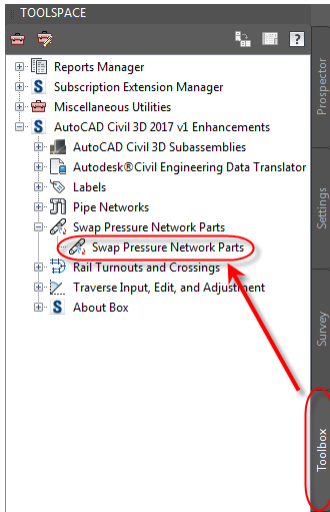 TOOLSPACE
Reports Manager
S Subscription Extension Manager
Miscellaneous Utilities
S AutoCAD Civil 3D 2017 v1 Enhancements
AutoCAD Civil 3D Subassemblies
Autodesk®Civil Engineering Data Translator
Labels
Pipe Networks
Swap Pressure Network Parts
Swap Pressure Network Parts
Rail Turnouts and Crossings
Traverse Input, Edit, and Adjustment
S About Box
Prospector
Settings
Survey
Toolbox